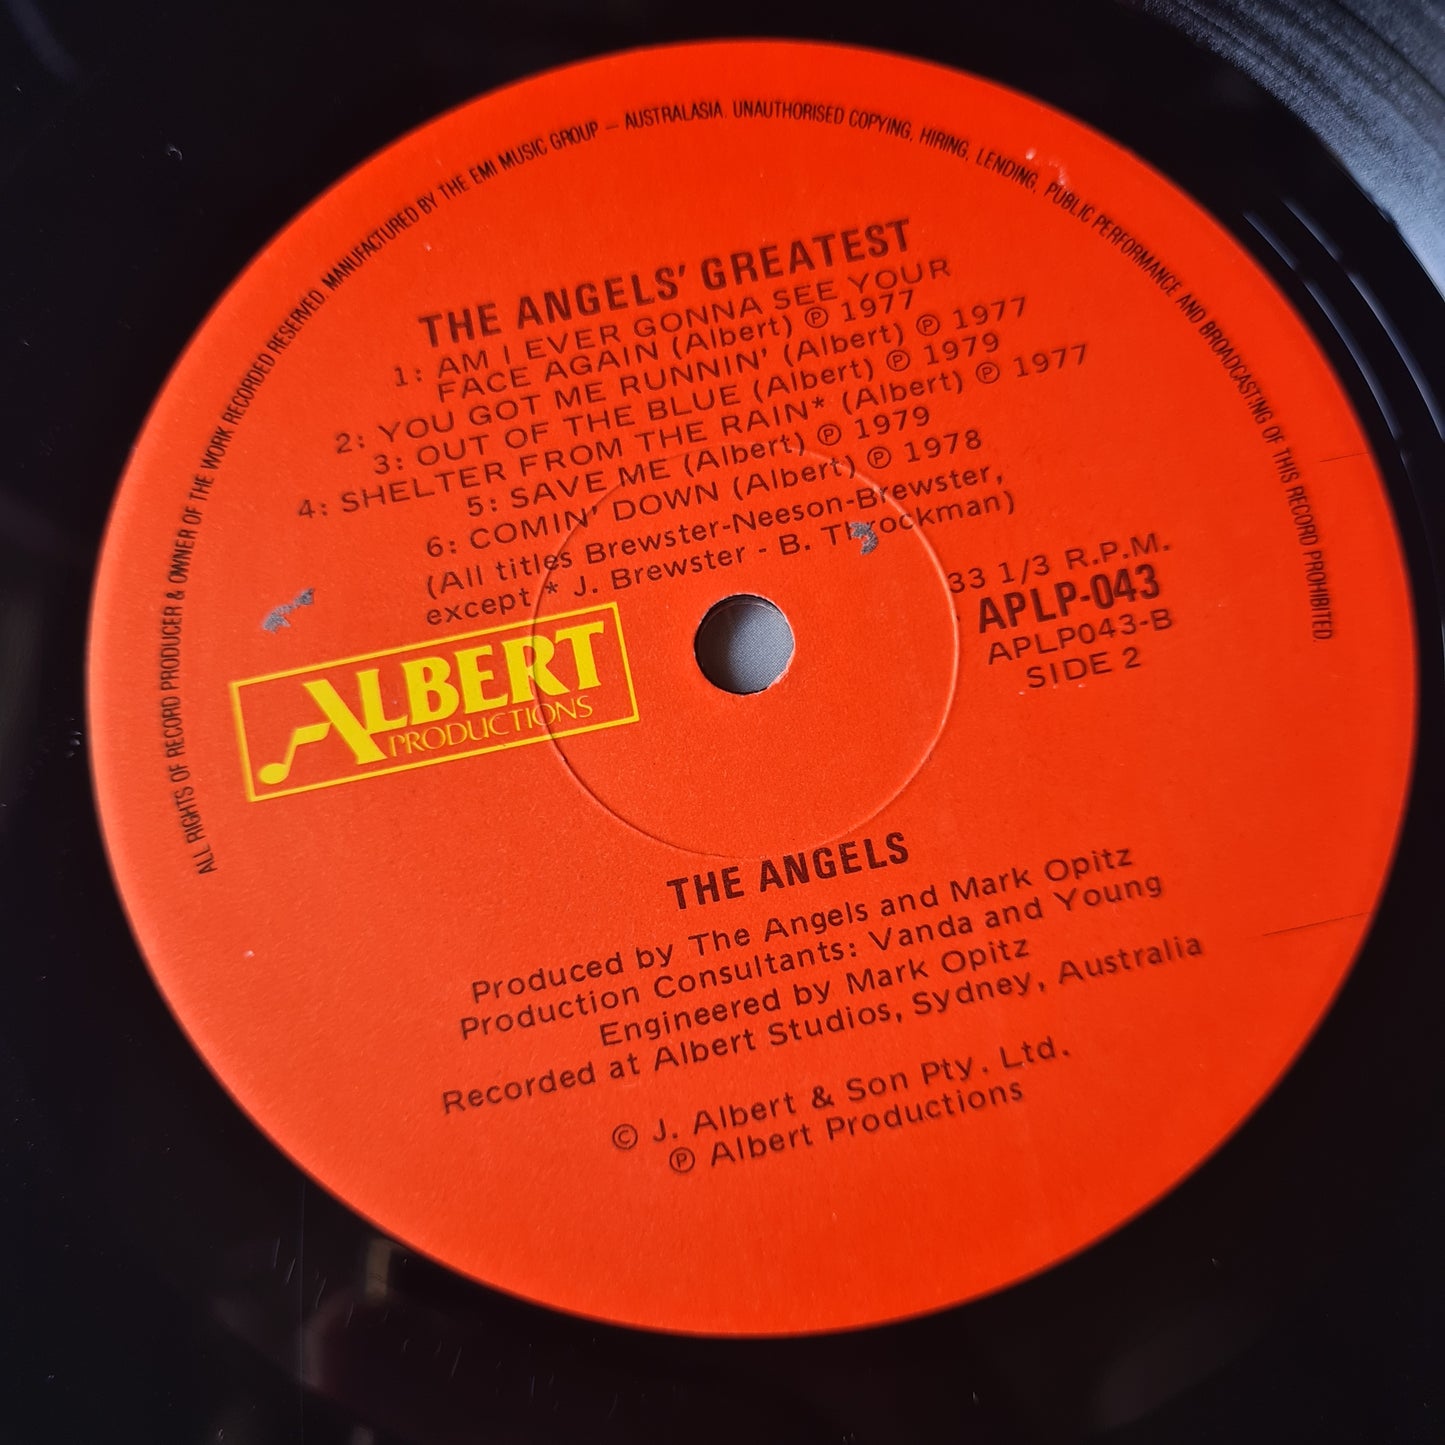 ALL RIGHTS OF RECORD PRODUCER & OWNER OF THE WORK RECORDED RESERVED. MANUFACTURED BY THE EMI MUSIC GROUP – AUSTRALASIA. UNAUTHORISED COPYING, HIRING, LENDING, PUBLIC PERFORMANCE AND BROADCASTING OF THIS RECORD PROHIBITED.
THE ANGELS' GREATEST
1: AM I EVER GONNA SEE YOUR
FACE AGAIN (Albert) Ⓟ 1977
2: YOU GOT ME RUNNIN' (Albert) Ⓟ 1977
3: OUT OF THE BLUE (Albert) Ⓟ 1979
4: SHELTER FROM THE RAIN* (Albert) Ⓟ 1977
5: SAVE ME (Albert) Ⓟ 1979
6: COMIN' DOWN (Albert) Ⓟ 1978
(All titles Brewster-Neeson-Brewster,
except * J. Brewster - B. Throckman)
33 1/3 R.P.M.
APLP-043
APLP043-B
SIDE 2
ALBERT
PRODUCTIONS
THE ANGELS
Produced by The Angels and Mark Opitz
Production Consultants: Vanda and Young
Engineered by Mark Opitz
Recorded at Albert Studios, Sydney, Australia
© J. Albert & Son Pty. Ltd.
Ⓟ Albert Productions